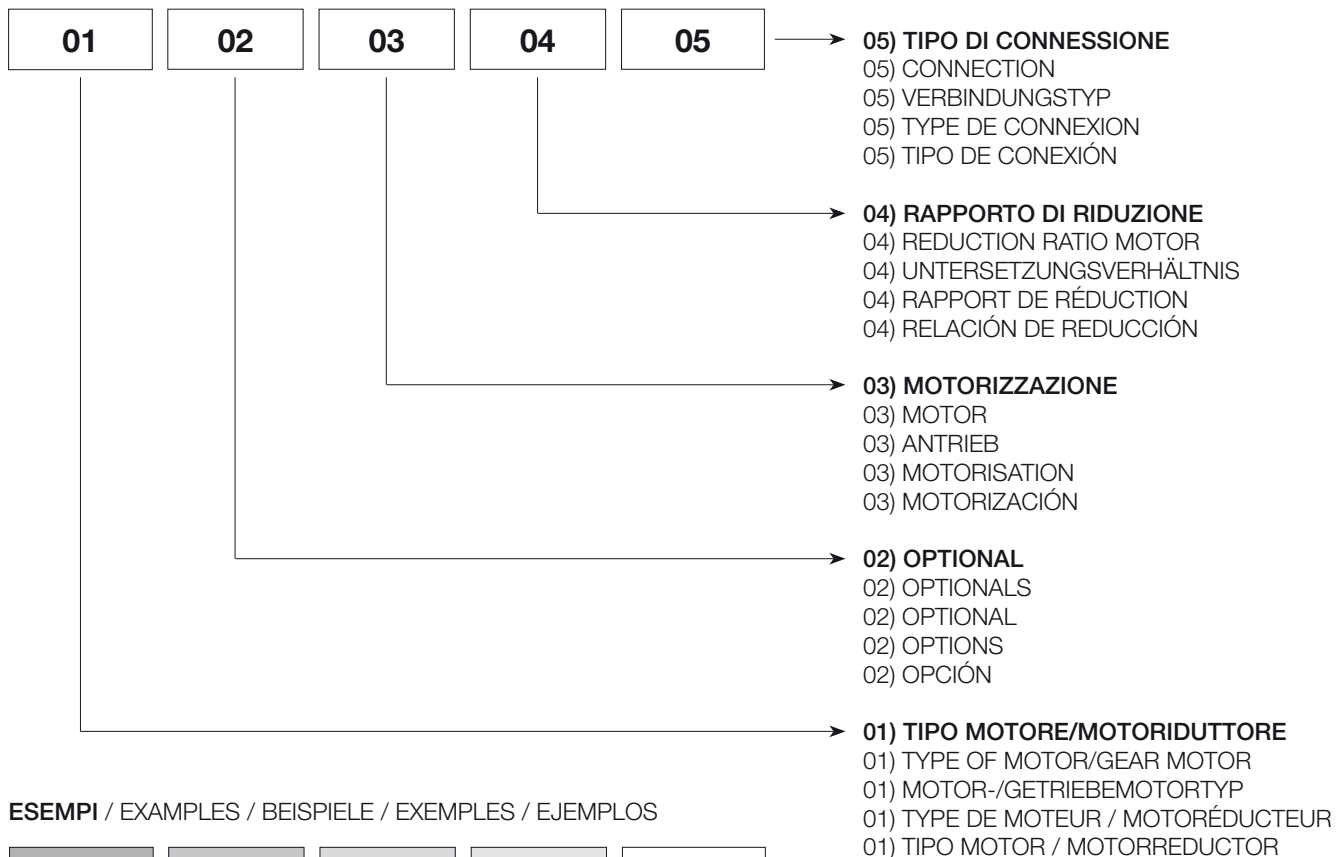 01 02 03 04 05
05) TIPO DI CONNESSIONE
05) CONNECTION
05) VERBINDUNGSTYP
05) TYPE DE CONNEXION
05) TIPO DE CONEXIÓN
04) RAPPORTO DI RIDUZIONE
04) REDUCTION RATIO MOTOR
04) UNTERSETZUNGSVERHÄLTNIS
04) RAPPORT DE RÉDUCTION
04) RELACIÓN DE REDUCCIÓN
03) MOTORIZZAZIONE
03) MOTOR
03) ANTRIEB
03) MOTORISATION
03) MOTORIZACIÓN
02) OPTIONAL
02) OPTIONALS
02) OPTIONAL
02) OPTIONS
02) OPCIÓN
01) TIPO MOTORE/MOTORIDUTTORE
01) TYPE OF MOTOR/GEAR MOTOR
01) MOTOR-/GETRIEBEMOTORTYP
01) TYPE DE MOTEUR / MOTORÉDUCTEUR
01) TIPO MOTOR / MOTORREDUCTOR
ESEMPI / EXAMPLES / BEISPIELE / EXEMPLES / EJEMPLOS